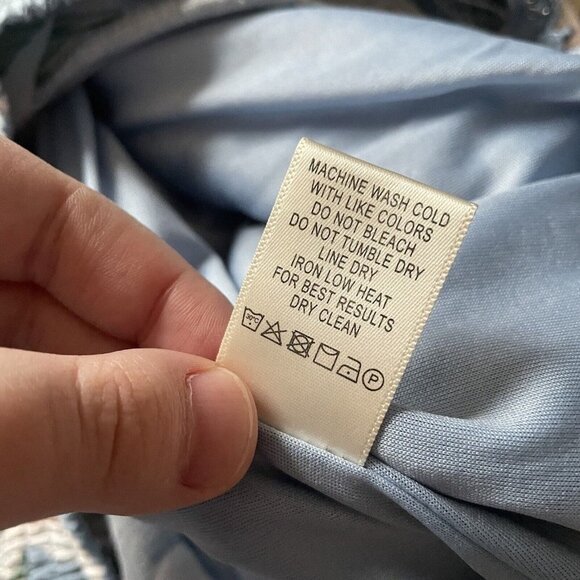 MACHINE WASH COLD
WITH LIKE COLORS
DO NOT BLEACH
DO NOT TUMBLE DRY
LINE DRY
IRON LOW HEAT
FOR BEST RESULTS
DRY CLEAN
30°C P